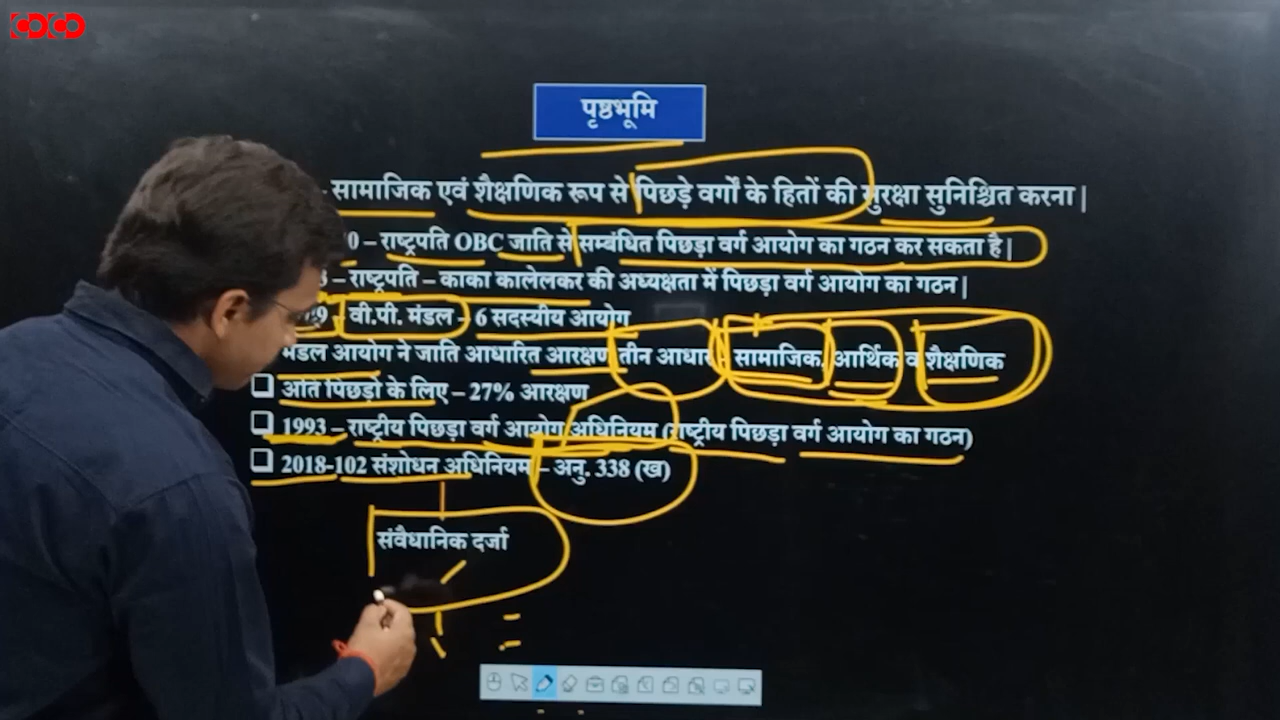 पृष्ठभूमि
– सामाजिक एवं शैक्षणिक रूप से पिछड़े वर्गों के हितों की सुरक्षा सुनिश्चित करना |
0 – राष्ट्रपति OBC जाति से सम्बंधित पिछड़ा वर्ग आयोग का गठन कर सकता है |
3 – राष्ट्रपति – काका कालेलकर की अध्यक्षता में पिछड़ा वर्ग आयोग का गठन |
9 – वी.पी. मंडल – 6 सदस्यीय आयोग
मंडल आयोग ने जाति आधारित आरक्षण तीन आधार सामाजिक, आर्थिक व शैक्षणिक
❑ अति पिछड़ों के लिए – 27% आरक्षण
❑ 1993 – राष्ट्रीय पिछड़ा वर्ग आयोग अधिनियम (राष्ट्रीय पिछड़ा वर्ग आयोग का गठन)
❑ 2018-102 संशोधन अधिनियम – अनु. 338 (ख)
संवैधानिक दर्जा